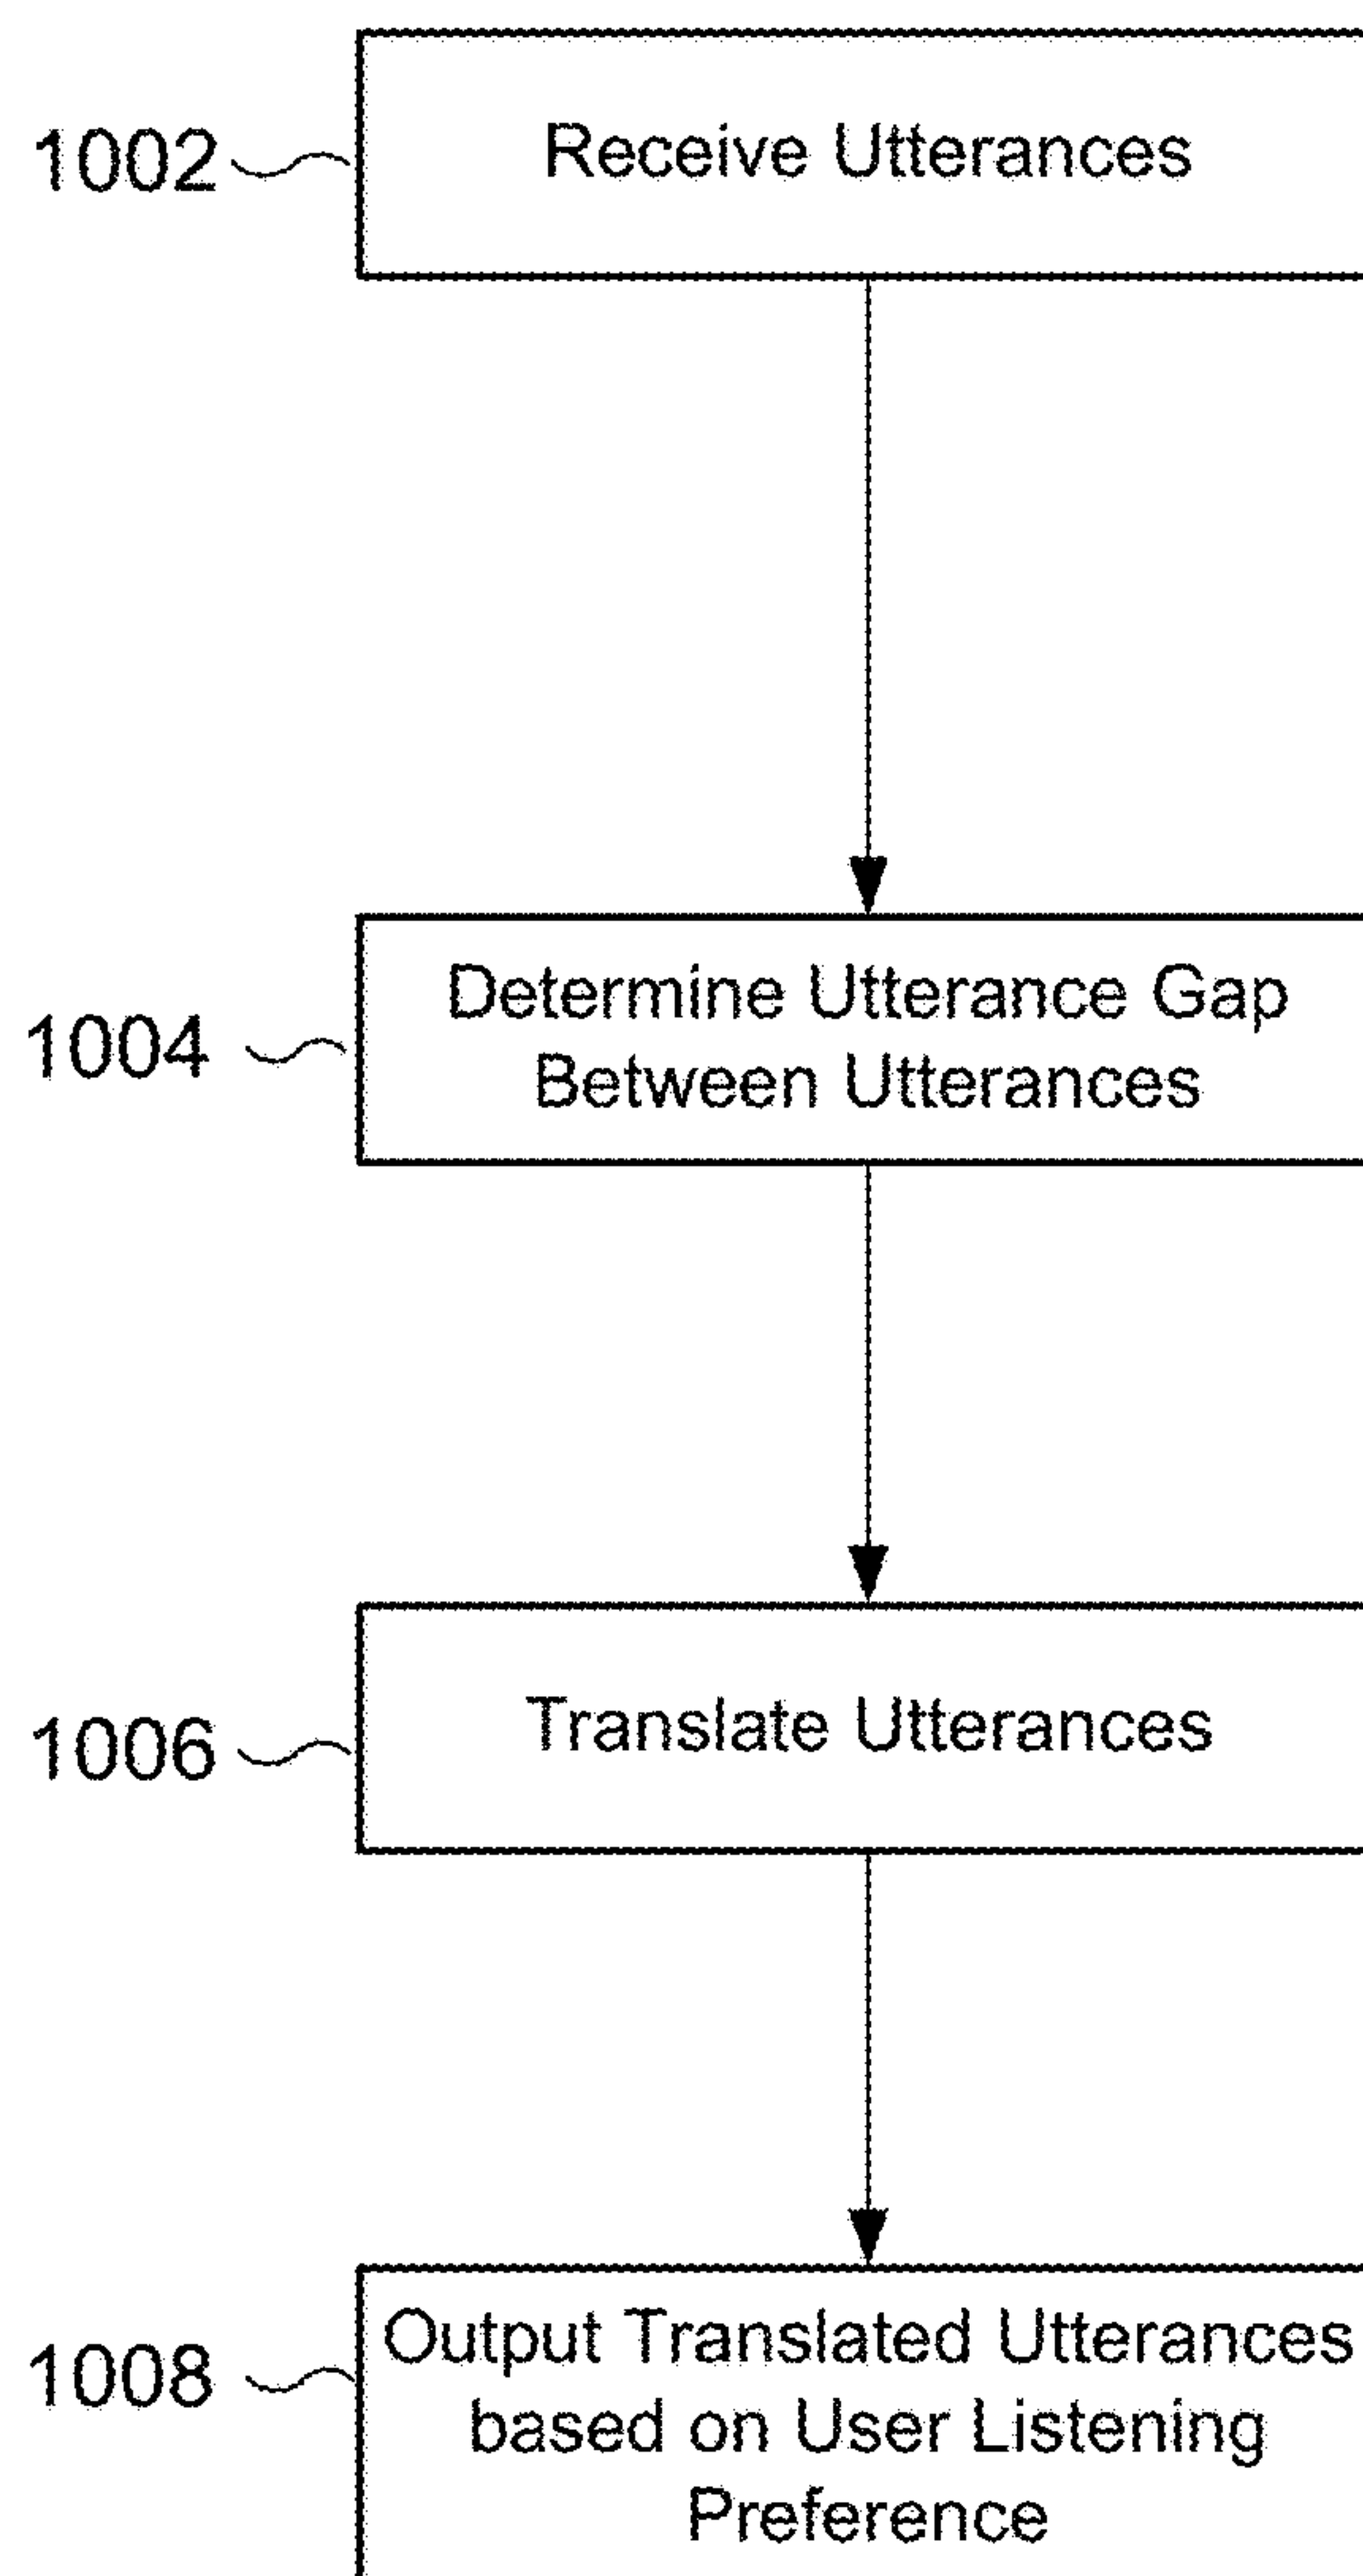 1002 Receive Utterances
1004 Determine Utterance Gap
Between Utterances
1006 Translate Utterances
1008 Output Translated Utterances
based on User Listening
Preference